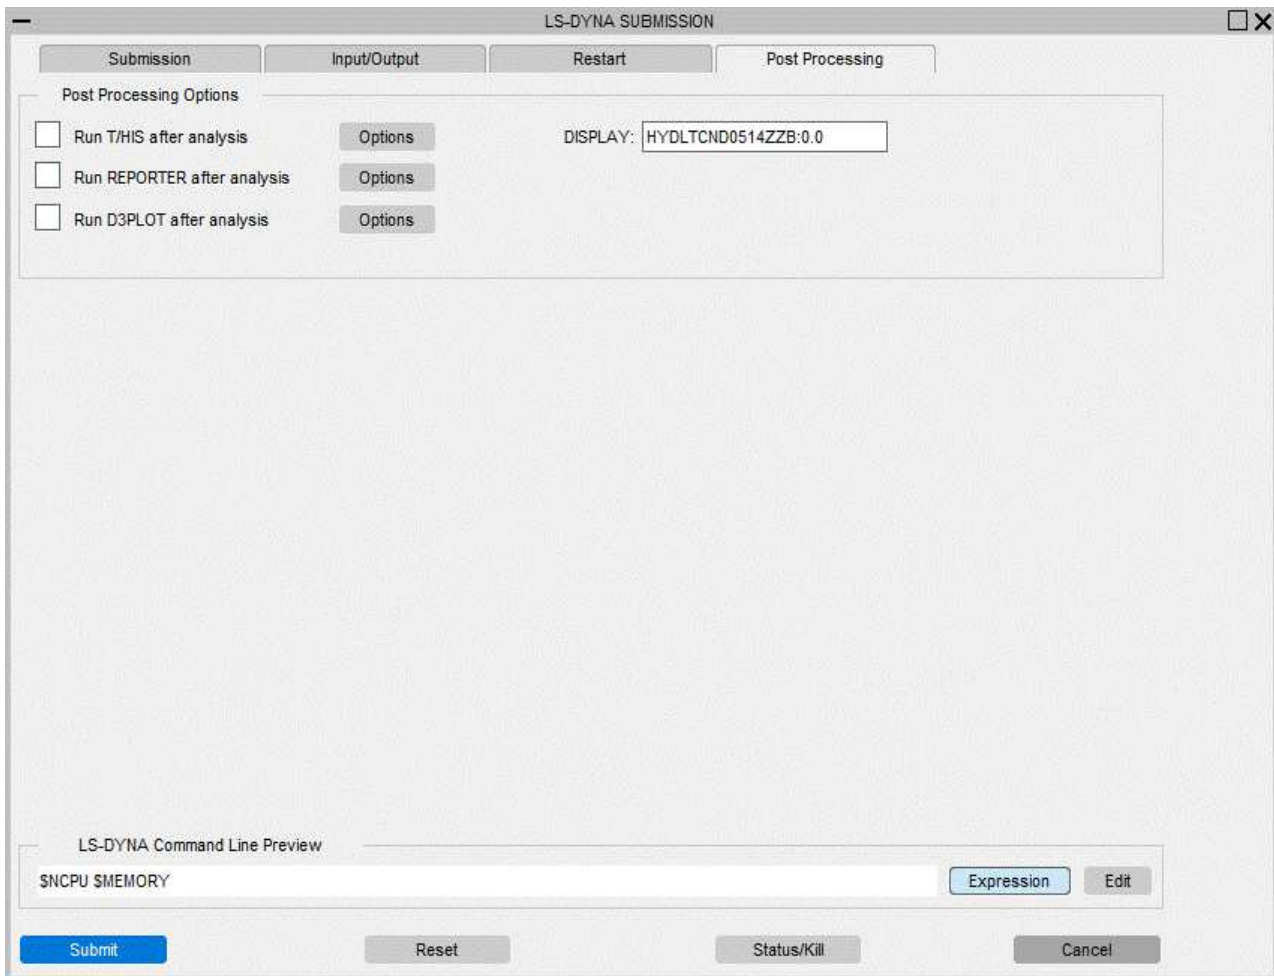 LS-DYNA SUBMISSION
Submission Input/Output Restart Post Processing
Post Processing Options
Run T/HIS after analysis Options DISPLAY: HYDLTCND0514ZZB:0.0
Run REPORTER after analysis Options
Run D3PLOT after analysis Options
LS-DYNA Command Line Preview
$NCPU $MEMORY Expression Edit
Submit Reset Status/Kill Cancel